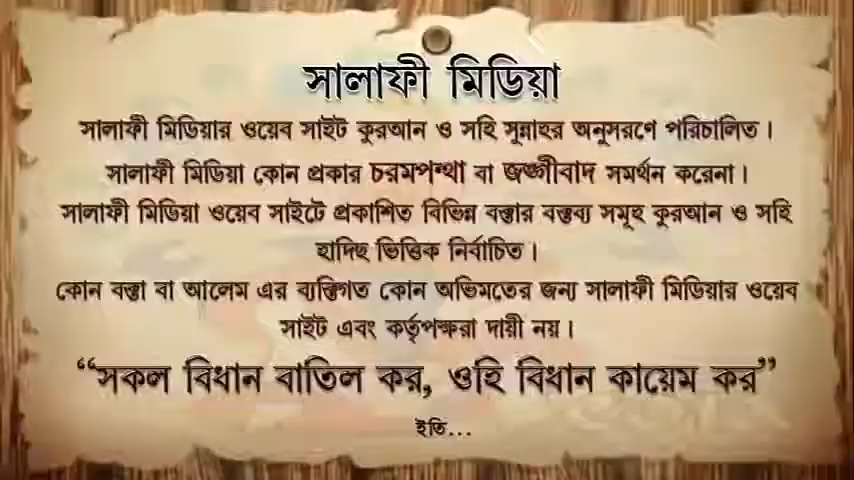 সালাফী মিডিয়া
সালাফী মিডিয়ার ওয়েব সাইট কুরআন ও সহি সুন্নাহর অনুসরণে পরিচালিত।
সালাফী মিডিয়া কোন প্রকার চরমপন্থা বা জঙ্গীবাদ সমর্থন করেনা।
সালাফী মিডিয়া ওয়েব সাইটে প্রকাশিত বিভিন্ন বক্তার বক্তব্য সমূহ কুরআন ও সহি
হাদিছ ভিত্তিক নির্বাচিত।
কোন বক্তা বা আলেম এর ব্যক্তিগত কোন অভিমতের জন্য সালাফী মিডিয়ার ওয়েব
সাইট এবং কর্তৃপক্ষরা দায়ী নয়।
“সকল বিধান বাতিল কর, ওহি বিধান কায়েম কর”
ইতি...